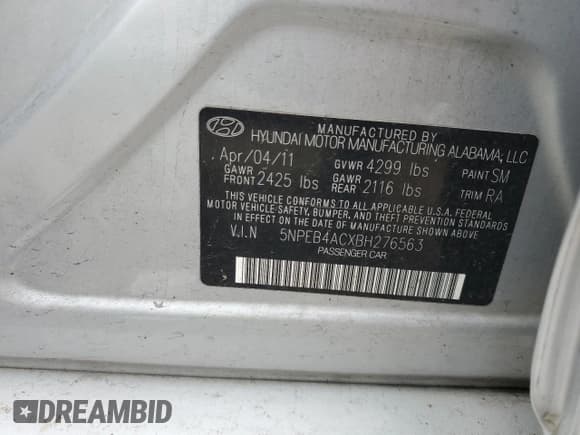 MANUFACTURED BY
HYUNDAI MOTOR MANUFACTURING ALABAMA, LLC
Apr/04/11 GVWR 4299 lbs PAINT SM
GAWR FRONT 2425 lbs GAWR REAR 2116 lbs TRIM RA
THIS VEHICLE CONFORMS TO ALL APPLICABLE U.S.A. FEDERAL
MOTOR VEHICLE SAFETY, BUMPER, AND THEFT PREVENTION STANDARDS
IN EFFECT ON THE DATE OF MANUFACTURE SHOWN ABOVE.
V.I.N 5NPEB4ACXBH276563
PASSENGER CAR
DREAMBID